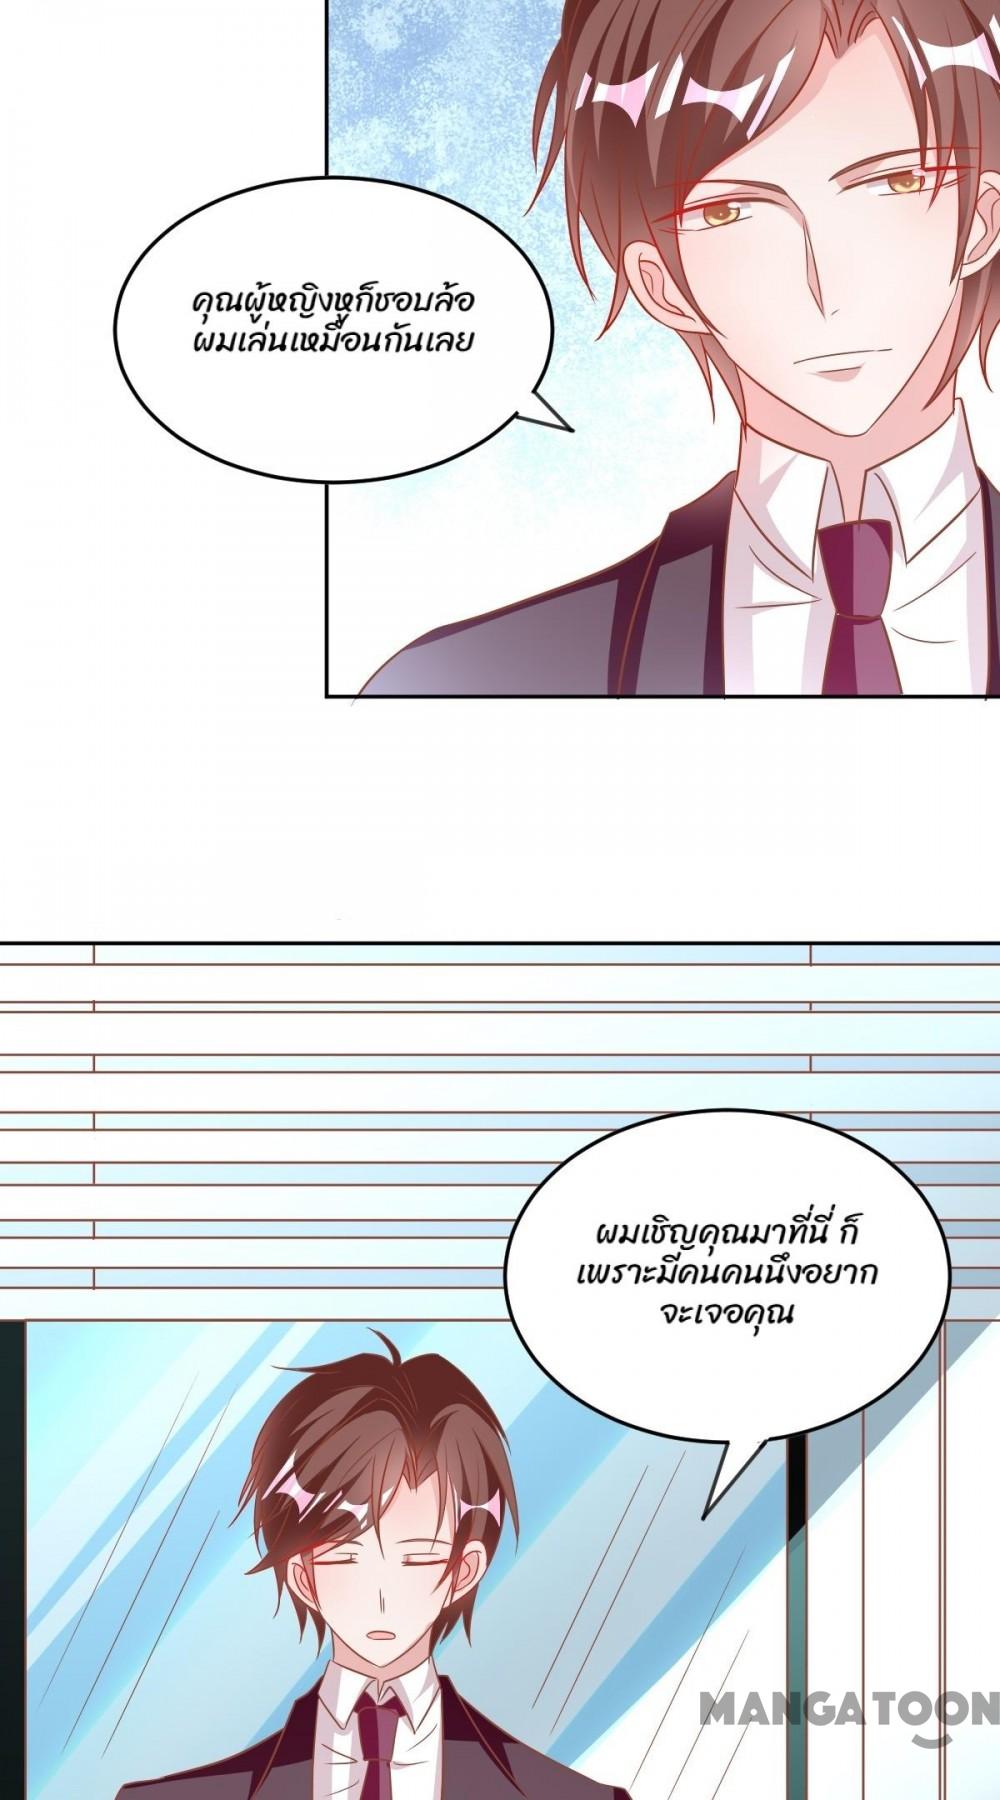 คุณผู้หญิงหูก็ชอบล้อ
ผมเล่นเหมือนกันเลย
ผมเชิญคุณมาที่นี่ ก็
เพราะมีคนคนนึงอยาก
จะเจอคุณ
MANGATOON